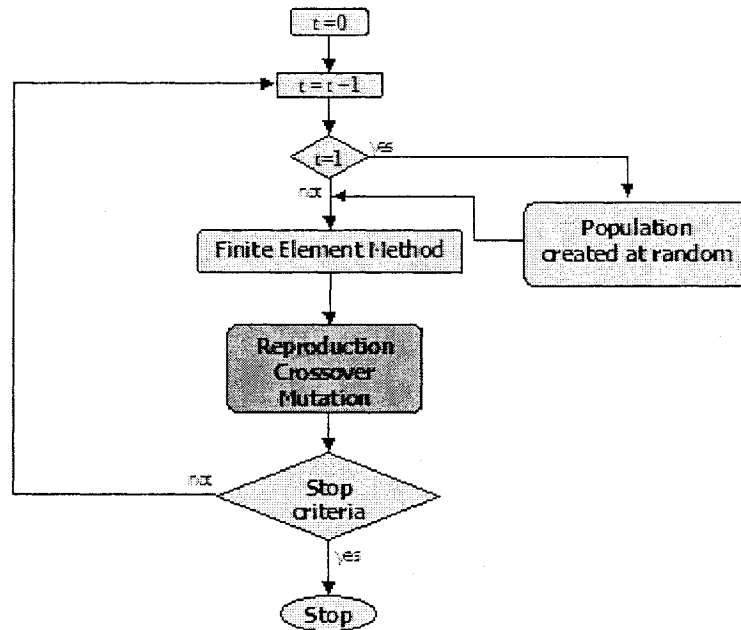 t=0
t=t-1
t=1
yes
not
Population
created at random
Finite Element Method
Reproduction
Crossover
Mutation
not
Stop
criteria
yes
Stop